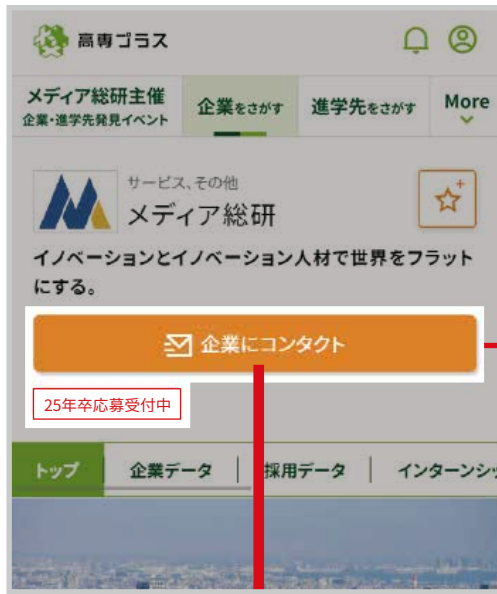 高専プラス
メディア総研主催
企業・進学先発見イベント
企業をさがす
進学先をさがす
More
サービス、その他
メディア総研
イノベーションとイノベーション人材で世界をフラット
にする。
企業にコンタクト
25年卒応募受付中
トップ
企業データ
採用データ
インターンシッ